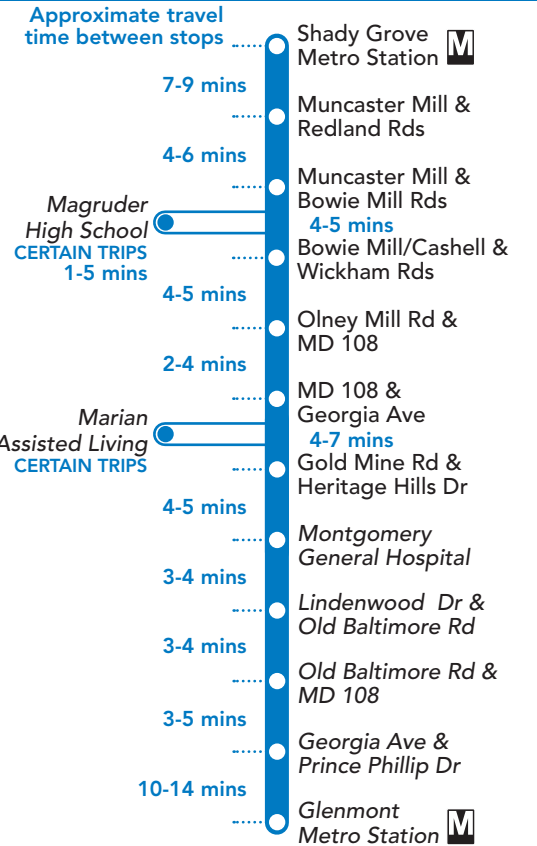 Approximate travel
time between stops
Shady Grove
Metro Station M
7-9 mins
Muncaster Mill &
Redland Rds
4-6 mins
Muncaster Mill &
Bowie Mill Rds
Magruder
High School
CERTAIN TRIPS
1-5 mins
4-5 mins
Bowie Mill/Cashell &
Wickham Rds
4-5 mins
Olney Mill Rd &
MD 108
2-4 mins
MD 108 &
Georgia Ave
Marian
Assisted Living
CERTAIN TRIPS
4-7 mins
Gold Mine Rd &
Heritage Hills Dr
4-5 mins
Montgomery
General Hospital
3-4 mins
Lindenwood Dr &
Old Baltimore Rd
3-4 mins
Old Baltimore Rd &
MD 108
3-5 mins
Georgia Ave &
Prince Phillip Dr
10-14 mins
Glenmont
Metro Station M